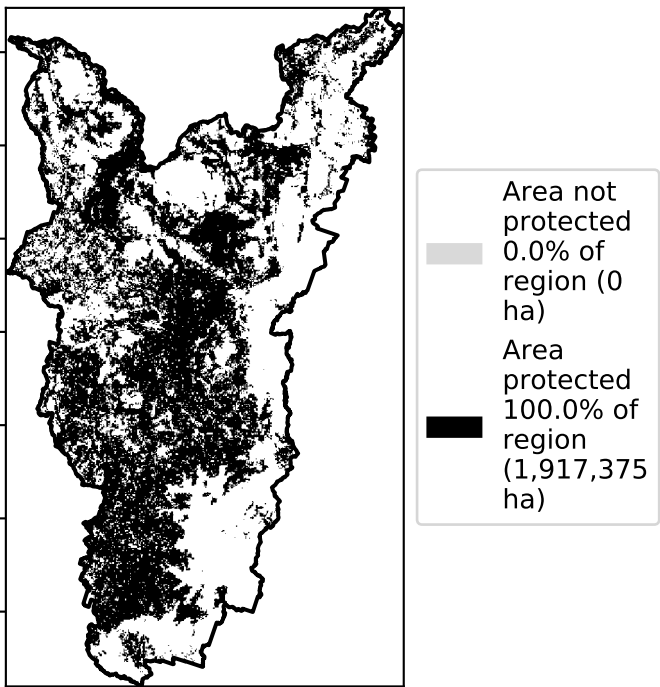 Area not
protected
0.0% of
region (0
ha)
Area
protected
100.0% of
region
(1,917,375
ha)